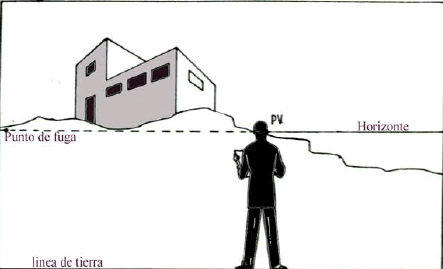 PV.
Horizonte
Punto de fuga
linea de tierra